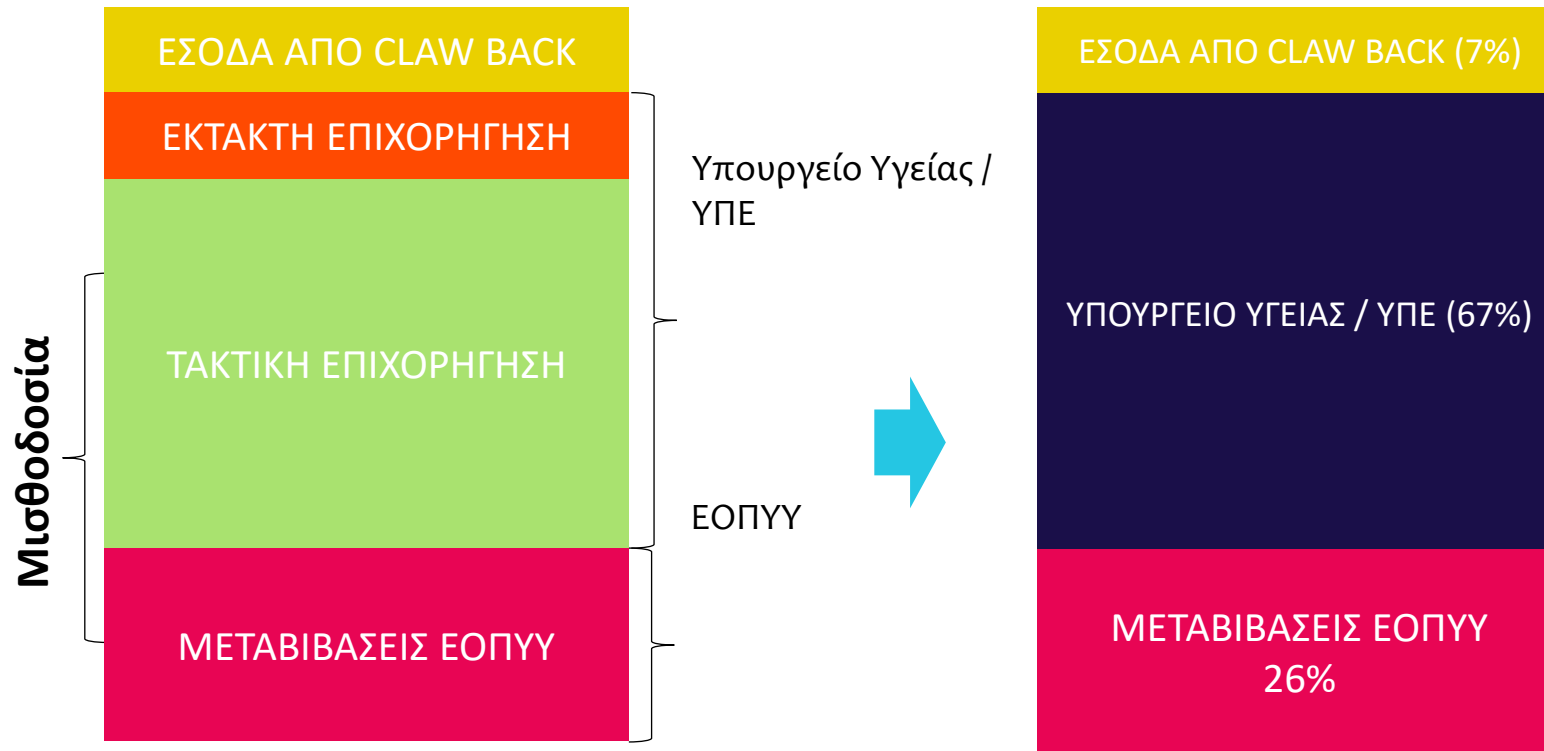 ΕΣΟΔΑ ΑΠΟ CLAW BACK
ΕΚΤΑΚΤΗ ΕΠΙΧΟΡΗΓΗΣΗ
ΤΑΚΤΙΚΗ ΕΠΙΧΟΡΗΓΗΣΗ
ΜΕΤΑΒΙΒΑΣΕΙΣ ΕΟΠΥΥ
Μισθοδοσία
Υπουργείο Υγείας /
ΥΠΕ
ΕΟΠΥΥ
ΕΣΟΔΑ ΑΠΟ CLAW BACK (7%)
ΥΠΟΥΡΓΕΙΟ ΥΓΕΙΑΣ / ΥΠΕ (67%)
ΜΕΤΑΒΙΒΑΣΕΙΣ ΕΟΠΥΥ
26%